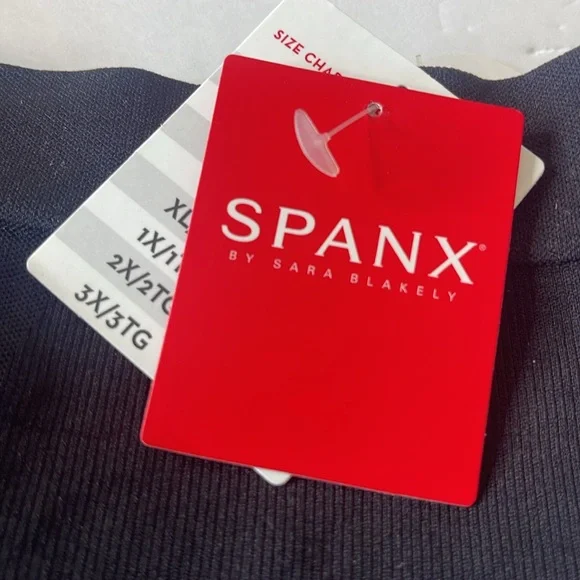 SIZE CHA
XL
1X/1
2X/2TG
3X/3TG
SPANX®
BY SARA BLAKELY